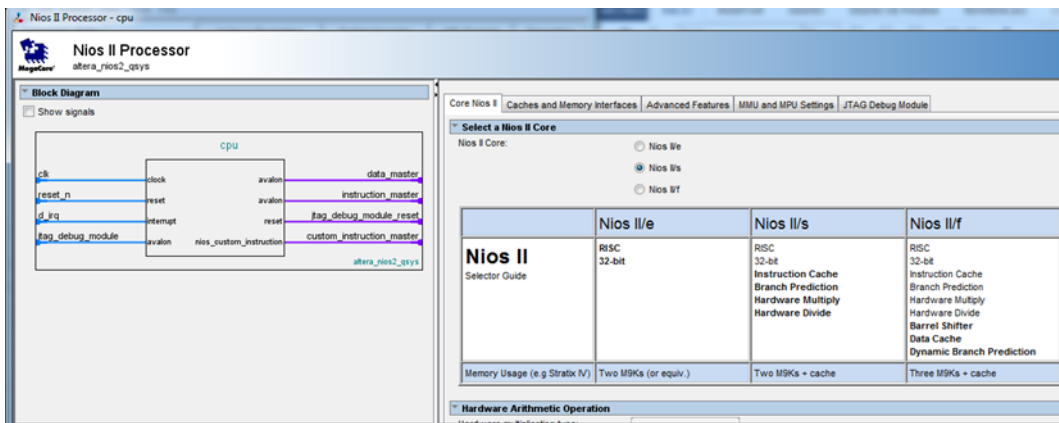 Nios II Processor - cpu
Nios II Processor
altera_nios2_qsys
MegaCore'
Block Diagram
Show signals
cpu
clk
clock
avalon
data_master
reset_n
reset
avalon
instruction_master
d_irq
interrupt
reset
jtag_debug_module_reset
jtag_debug_module
avalon
nios_custom_instruction
custom_instruction_master
altera_nios2_qsys
Core Nios II
Caches and Memory Interfaces
Advanced Features
MMU and MPU Settings
JTAG Debug Module
Select a Nios II Core
Nios II Core:
Nios II/e
Nios II/s
Nios II/f
Nios II/e
Nios II/s
Nios II/f
Nios II
Selector Guide
RISC
32-bit
RISC
32-bit
Instruction Cache
Branch Prediction
Hardware Multiply
Hardware Divide
RISC
32-bit
Instruction Cache
Branch Prediction
Hardware Multiply
Hardware Divide
Barrel Shifter
Data Cache
Dynamic Branch Prediction
Memory Usage (e.g Stratix IV)
Two M9Ks (or equiv.)
Two M9Ks + cache
Three M9Ks + cache
Hardware Arithmetic Operation